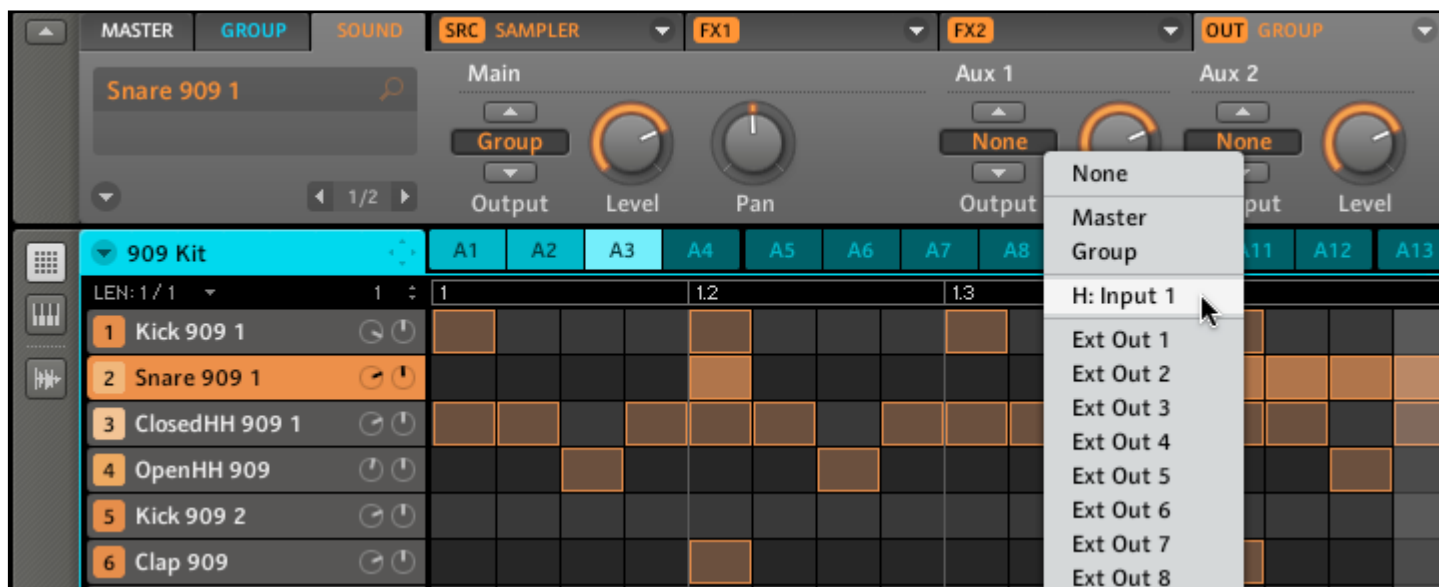 MASTER GROUP SOUND SRC SAMPLER FX1 FX2 OUT GROUP
Main Aux 1 Aux 2
Snare 909 1
Group None None
1/2 Output Level Pan Output put Level
None
Master
Group
H: Input 1
Ext Out 1
Ext Out 2
Ext Out 3
Ext Out 4
Ext Out 5
Ext Out 6
Ext Out 7
Ext Out 8
909 Kit A1 A2 A3 A4 A5 A6 A7 A8 A11 A12 A13
LEN: 1 / 1 1 1 1.2 1.3
1 Kick 909 1
2 Snare 909 1
3 ClosedHH 909 1
4 OpenHH 909
5 Kick 909 2
6 Clap 909